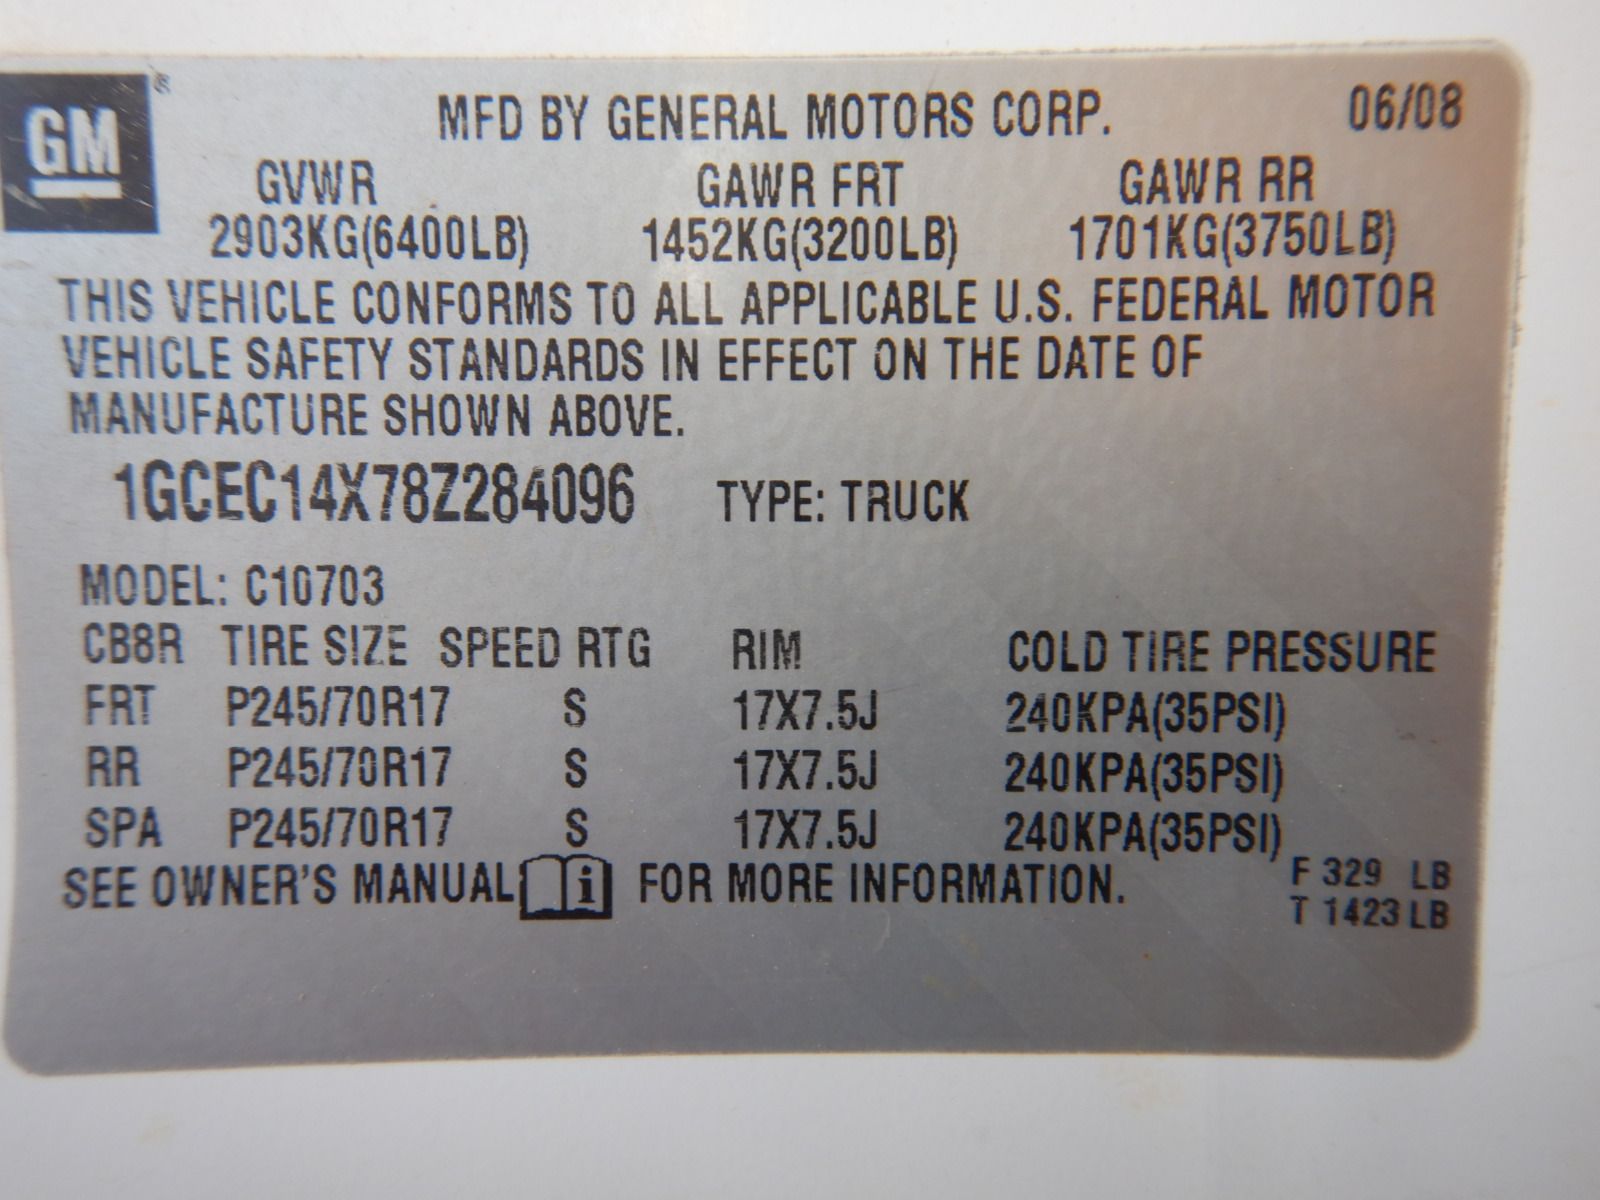 GM ®
MFD BY GENERAL MOTORS CORP. 06/08
GVWR GAWR FRT GAWR RR
2903KG(6400LB) 1452KG(3200LB) 1701KG(3750LB)
THIS VEHICLE CONFORMS TO ALL APPLICABLE U.S. FEDERAL MOTOR
VEHICLE SAFETY STANDARDS IN EFFECT ON THE DATE OF
MANUFACTURE SHOWN ABOVE.
1GCEC14X78Z284096 TYPE: TRUCK
MODEL: C10703
CB8R TIRE SIZE SPEED RTG RIM COLD TIRE PRESSURE
FRT P245/70R17 S 17X7.5J 240KPA(35PSI)
RR P245/70R17 S 17X7.5J 240KPA(35PSI)
SPA P245/70R17 S 17X7.5J 240KPA(35PSI)
SEE OWNER'S MANUAL i FOR MORE INFORMATION.
F 329 LB
T 1423 LB